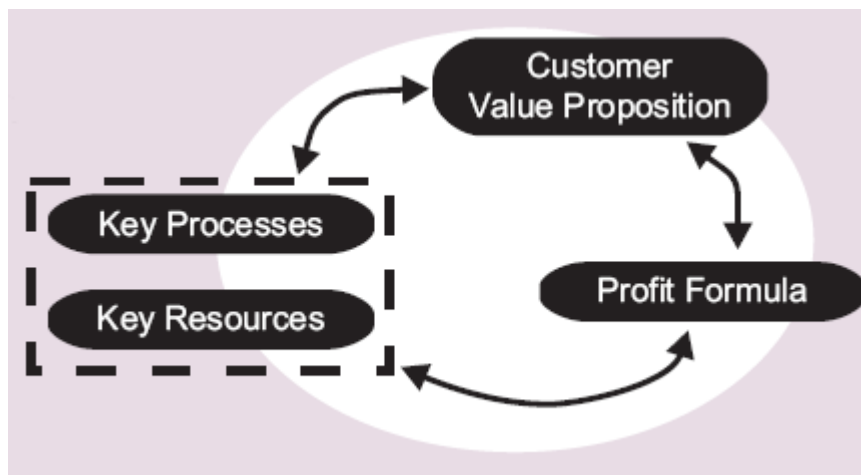 Customer
Value Proposition
Key Processes
Profit Formula
Key Resources